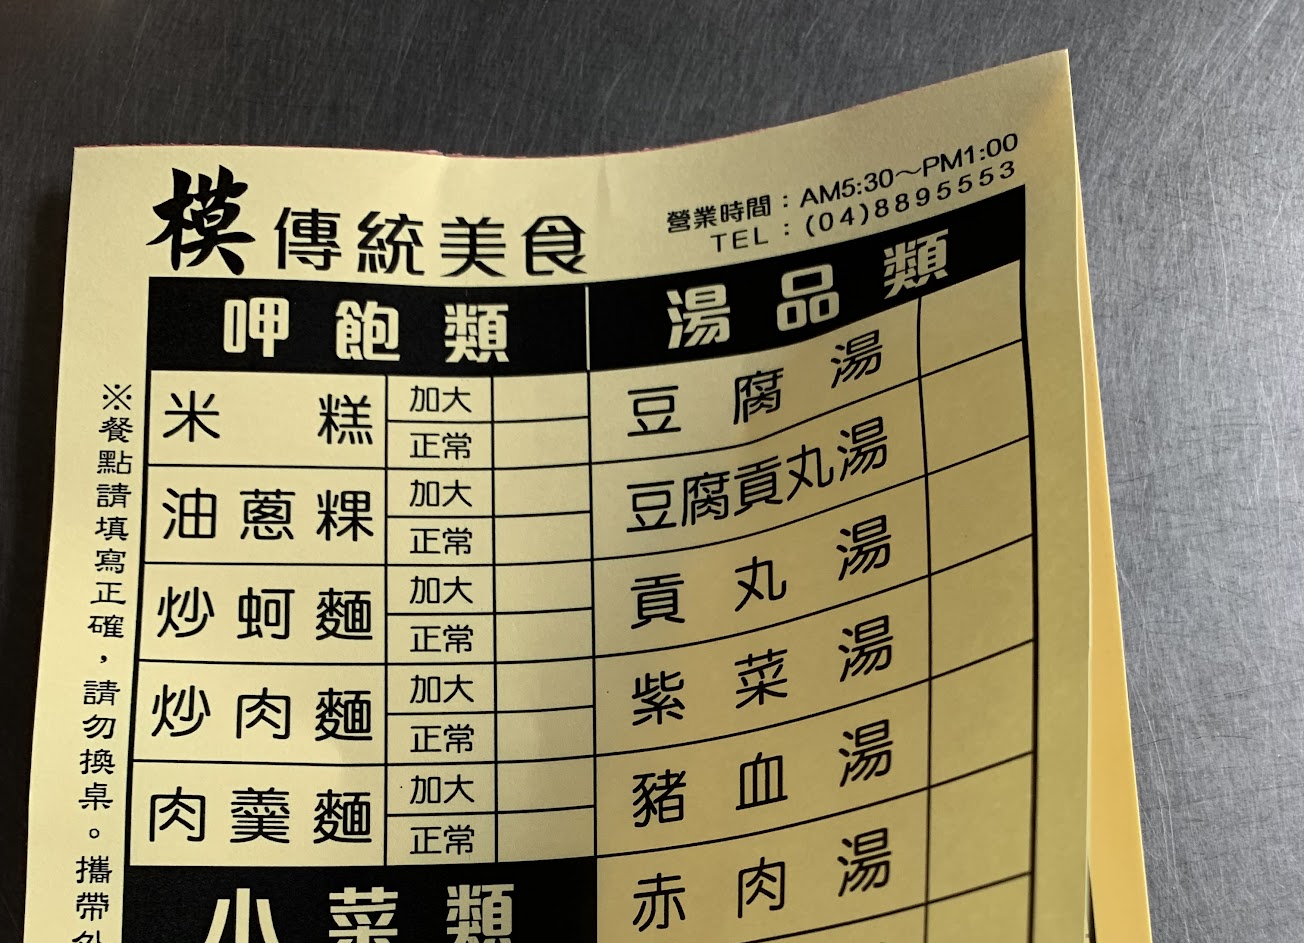 模傳統美食
營業時間：AM5:30～PM1:00
TEL：(04)8895553
呷飽類
米糕 加大 正常
油蔥粿 加大 正常
炒蚵麵 加大 正常
炒肉麵 加大 正常
肉羹麵 加大 正常
小菜類
湯品類
豆腐湯
豆腐貢丸湯
貢丸湯
紫菜湯
豬血湯
赤肉湯
※餐點請填寫正確，請勿換桌。攜帶外